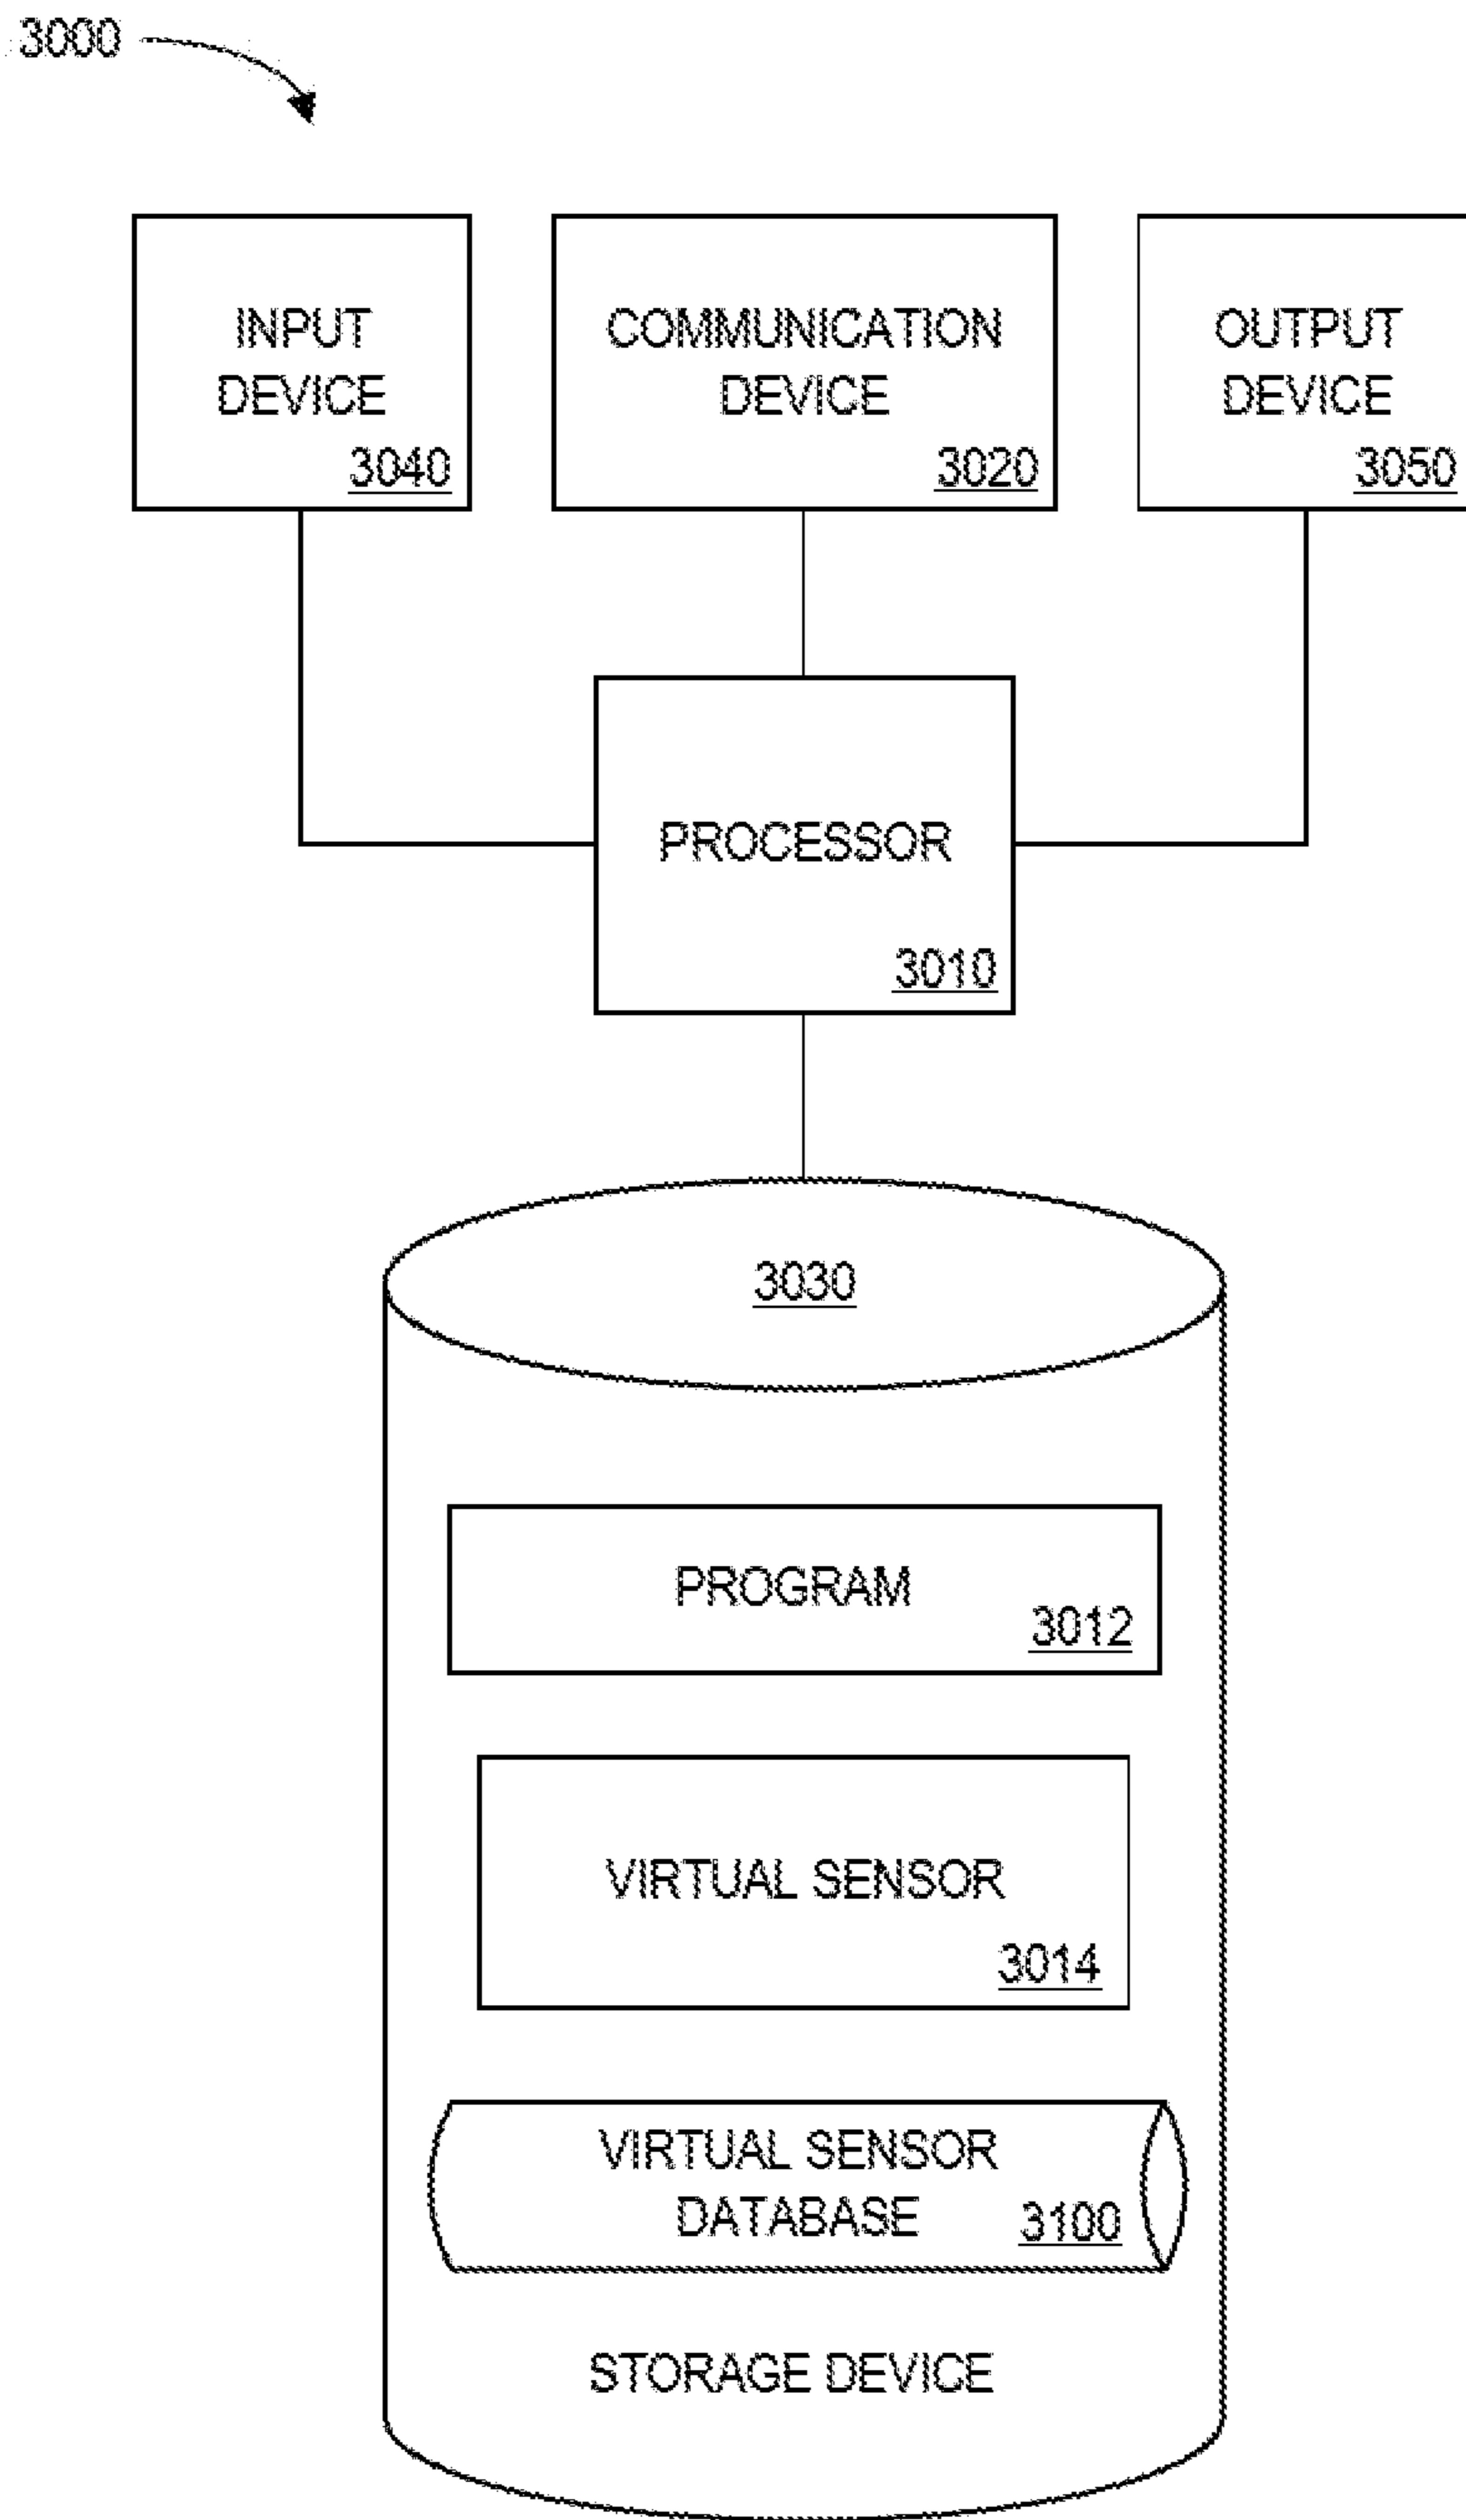 3000
INPUT
DEVICE
3040
COMMUNICATION
DEVICE
3020
OUTPUT
DEVICE
3050
PROCESSOR
3010
3030
PROGRAM
3012
VIRTUAL SENSOR
3014
VIRTUAL SENSOR
DATABASE
3100
STORAGE DEVICE